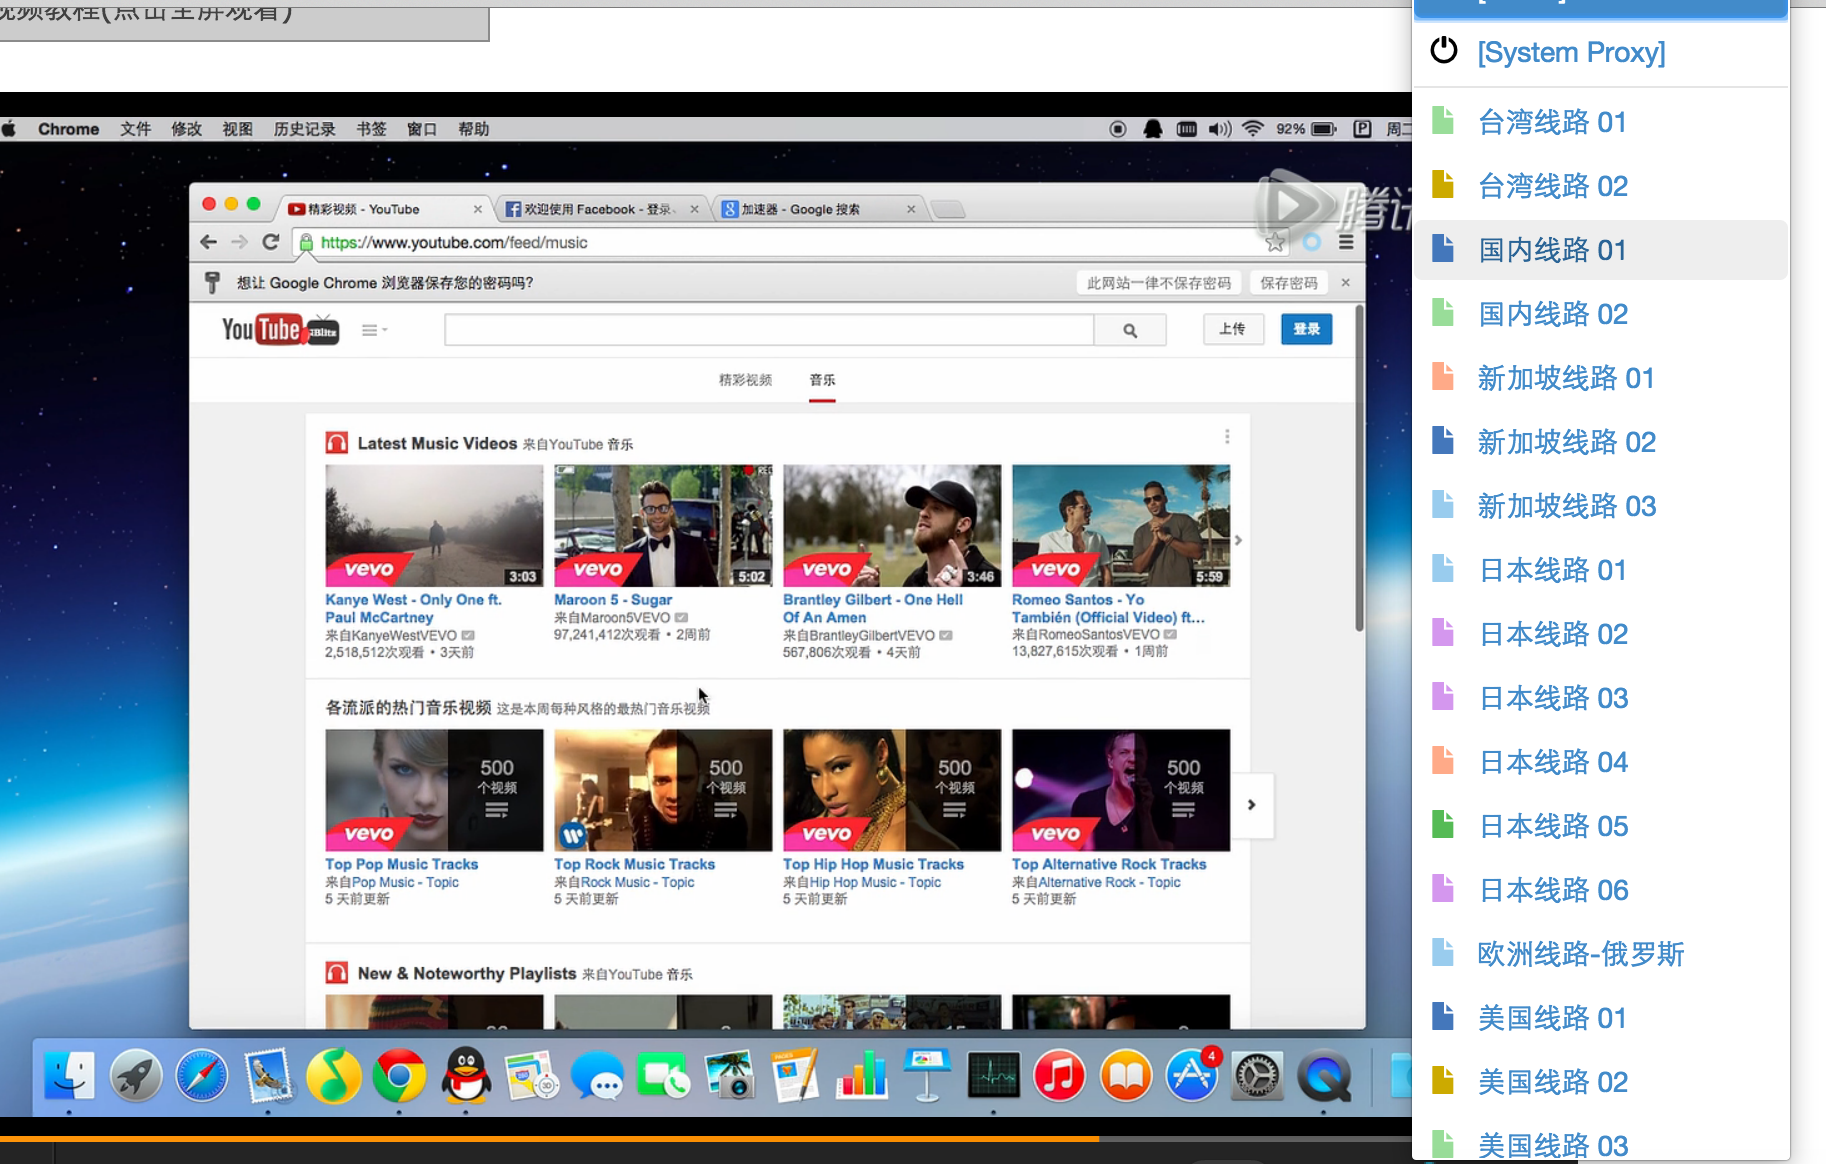 视频教程(点击全屏观看)
Chrome 文件 修改 视图 历史记录 书签 窗口 帮助
92% 周二
精彩视频 - YouTube
欢迎使用 Facebook - 登录、
加速器 - Google 搜索
https://www.youtube.com/feed/music
想让 Google Chrome 浏览器保存您的密码吗?
此网站一律不保存密码 保存密码
YouTube
上传
登录
精彩视频 音乐
Latest Music Videos 来自YouTube 音乐
vevo 3:03
vevo 5:02
vevo 3:46
vevo 5:59
Kanye West - Only One ft.
Paul McCartney
来自KanyeWestVEVO
2,518,512次观看 • 3天前
Maroon 5 - Sugar
来自Maroon5VEVO
97,241,412次观看 • 2周前
Brantley Gilbert - One Hell
Of An Amen
来自BrantleyGilbertVEVO
567,806次观看 • 4天前
Romeo Santos - Yo
También (Official Video) ft...
来自RomeoSantosVEVO
13,827,615次观看 • 1周前
各流派的热门音乐视频 这是本周每种风格的最热门音乐视频
500
个视频
vevo
500
个视频
500
个视频
vevo
500
个视频
vevo
Top Pop Music Tracks
来自Pop Music - Topic
5 天前更新
Top Rock Music Tracks
来自Rock Music - Topic
5 天前更新
Top Hip Hop Music Tracks
来自Hip Hop Music - Topic
5 天前更新
Top Alternative Rock Tracks
来自Alternative Rock - Topic
5 天前更新
New & Noteworthy Playlists 来自YouTube 音乐
4
腾讯
[System Proxy]
台湾线路 01
台湾线路 02
国内线路 01
国内线路 02
新加坡线路 01
新加坡线路 02
新加坡线路 03
日本线路 01
日本线路 02
日本线路 03
日本线路 04
日本线路 05
日本线路 06
欧洲线路-俄罗斯
美国线路 01
美国线路 02
美国线路 03